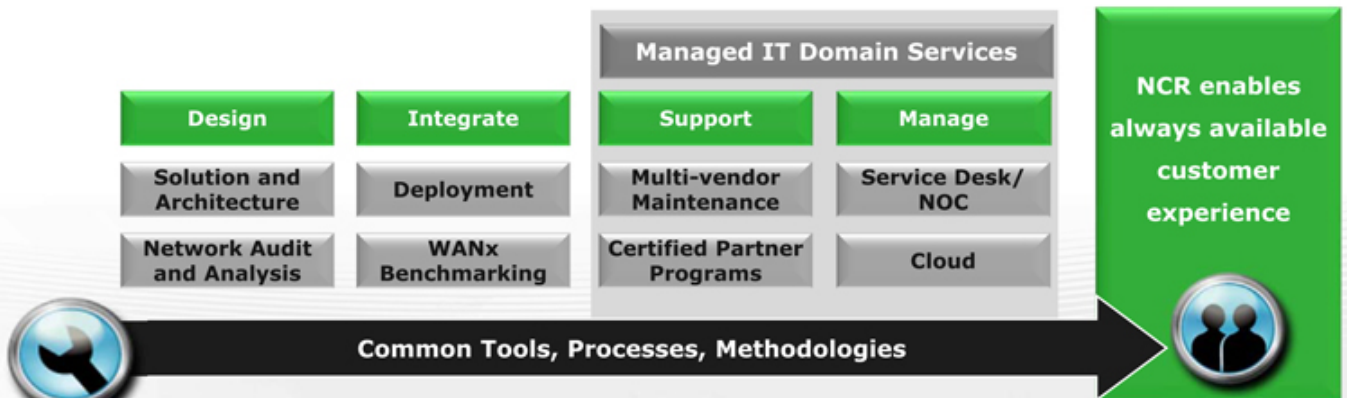 Managed IT Domain Services
Design
Integrate
Support
Manage
Solution and
Architecture
Deployment
Multi-vendor
Maintenance
Service Desk/
NOC
Network Audit
and Analysis
WANx
Benchmarking
Certified Partner
Programs
Cloud
Common Tools, Processes, Methodologies
NCR enables
always available
customer
experience